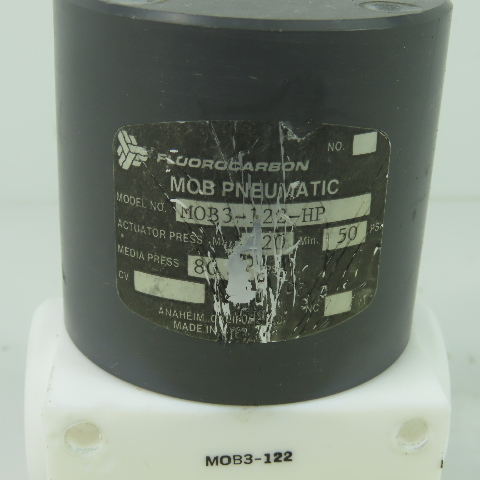 NO.
FLUOROCARBON
MOB PNEUMATIC
MODEL NO. MOB3-122-HP
ACTUATOR PRESS - Max. 120 Min. 50 PSI
MEDIA PRESS 80
CV NC
ANAHEIM,
MADE IN
MOB3-122